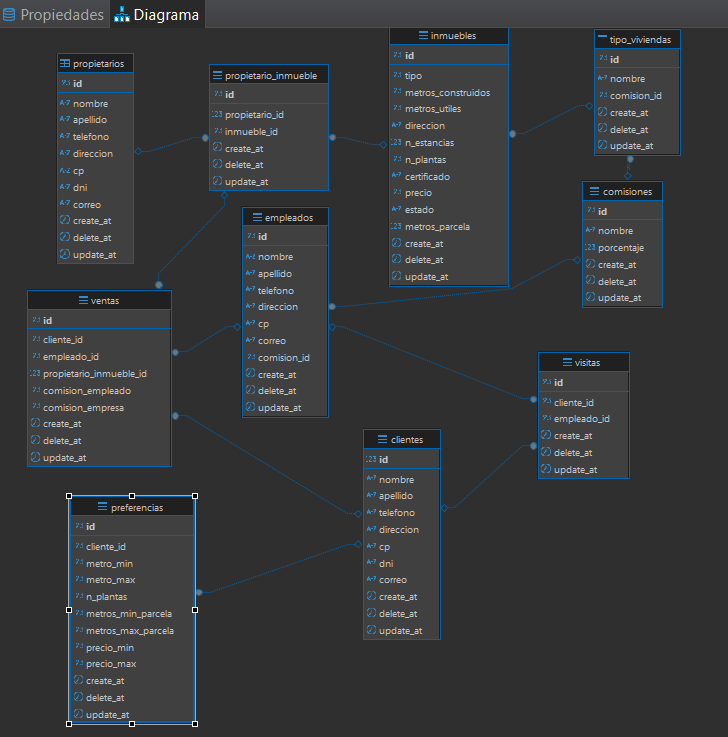 Propiedades
Diagrama
propietarios
id
nombre
apellido
telefono
direccion
cp
dni
correo
create_at
delete_at
update_at
propietario_inmueble
id
propietario_id
inmueble_id
create_at
delete_at
update_at
inmuebles
id
tipo
metros_construidos
metros_utiles
direccion
n_estancias
n_plantas
certificado
precio
estado
metros_parcela
create_at
delete_at
update_at
tipo_viviendas
id
nombre
comision_id
create_at
delete_at
update_at
comisiones
id
nombre
porcentaje
create_at
delete_at
update_at
empleados
id
nombre
apellido
telefono
direccion
cp
correo
comision_id
create_at
delete_at
update_at
ventas
id
cliente_id
empleado_id
propietario_inmueble_id
comision_empleado
comision_empresa
create_at
delete_at
update_at
visitas
id
cliente_id
empleado_id
create_at
delete_at
update_at
clientes
id
nombre
apellido
telefono
direccion
cp
dni
correo
create_at
delete_at
update_at
preferencias
id
cliente_id
metro_min
metro_max
n_plantas
metros_min_parcela
metros_max_parcela
precio_min
precio_max
create_at
delete_at
update_at